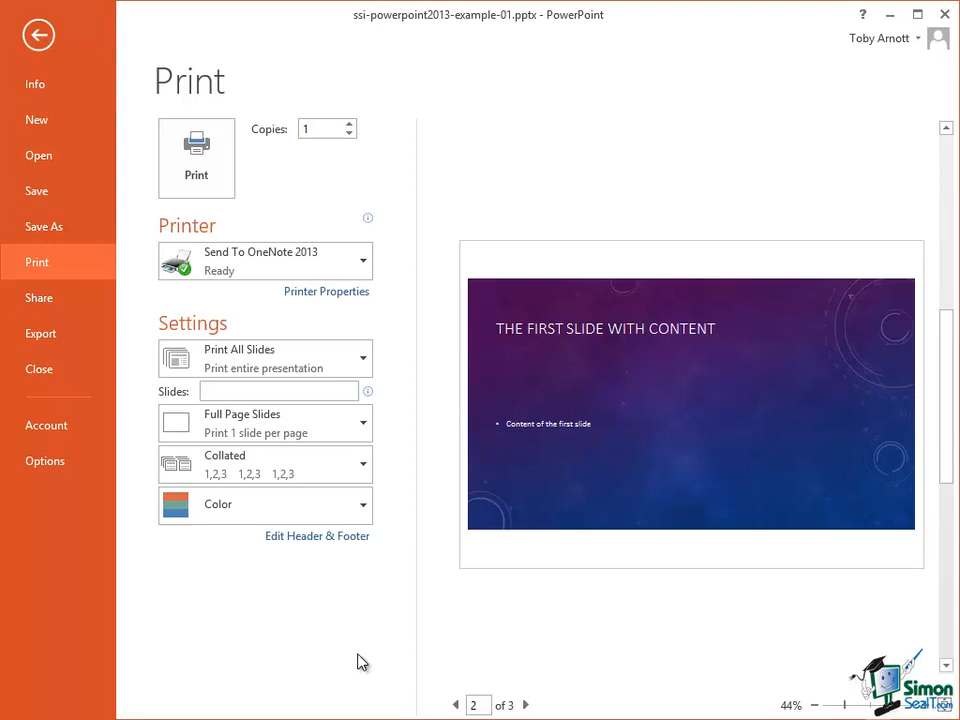 ssi-powerpoint2013-example-01.pptx - PowerPoint
?
Toby Arnott
Info
New
Open
Save
Save As
Print
Share
Export
Close
Account
Options
Print
Print
Copies: 1
Printer
Send To OneNote 2013
Ready
Printer Properties
Settings
Print All Slides
Print entire presentation
Slides:
Full Page Slides
Print 1 slide per page
Collated
1,2,3 1,2,3 1,2,3
Color
Edit Header & Footer
THE FIRST SLIDE WITH CONTENT
• Content of the first slide
2 of 3
44%
Simon
SezIT.com